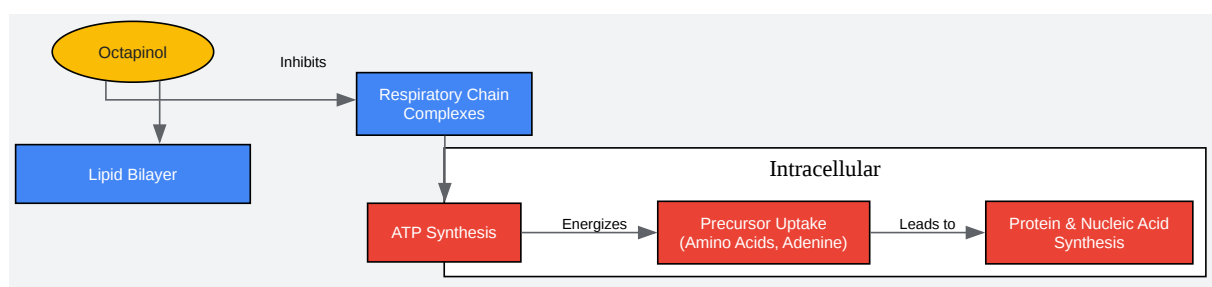 Octapinol
Inhibits
Respiratory Chain
Complexes
Lipid Bilayer
Intracellular
ATP Synthesis
Energizes
Precursor Uptake
(Amino Acids, Adenine)
Leads to
Protein & Nucleic Acid
Synthesis